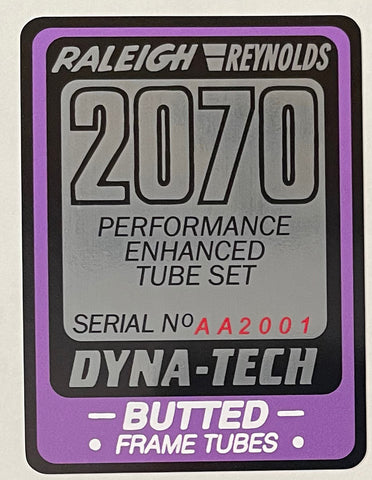 RALEIGH REYNOLDS
2070
PERFORMANCE
ENHANCED
TUBE SET
SERIAL Nº AA2001
DYNA-TECH
— BUTTED —
• FRAME TUBES •